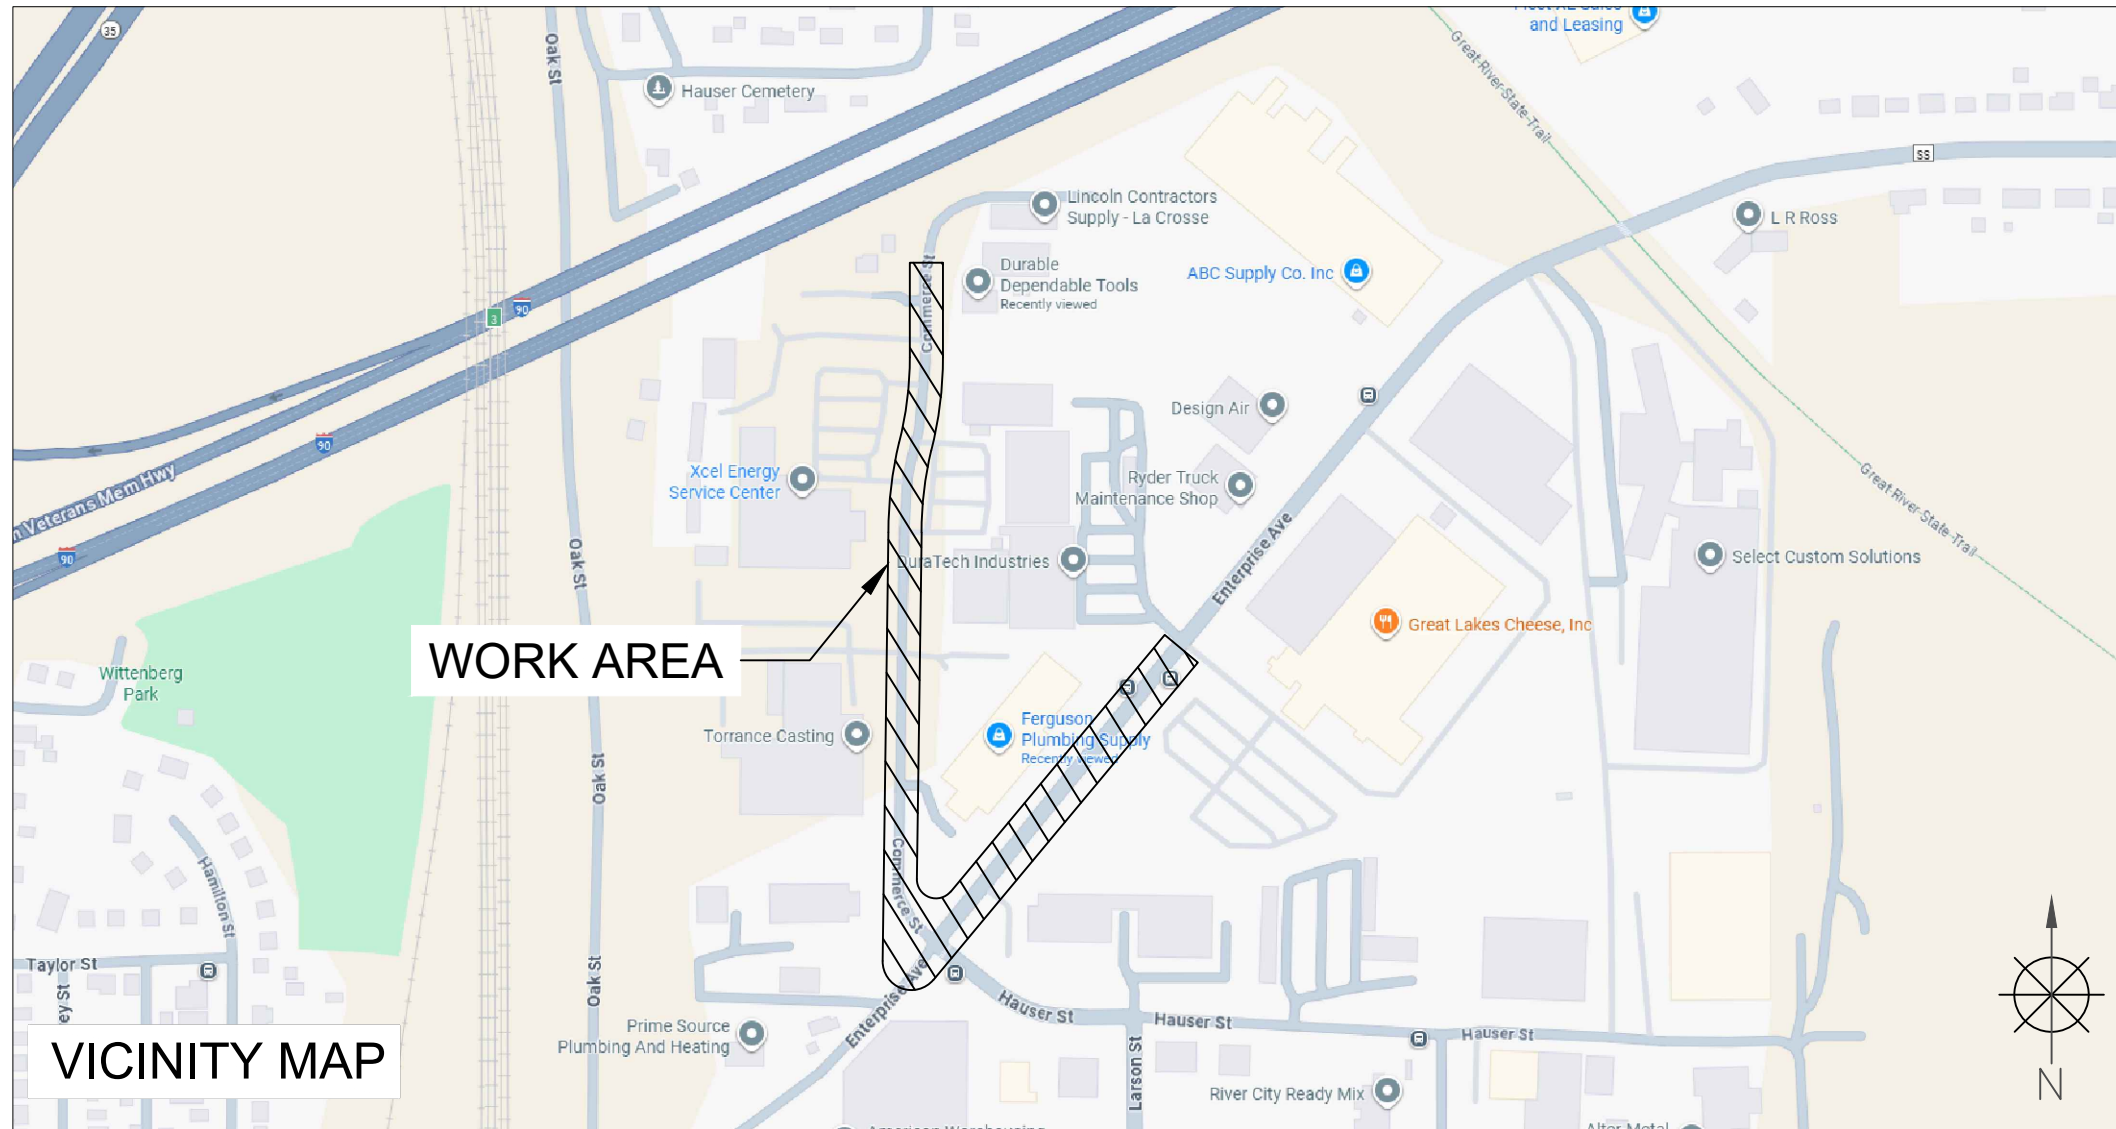 35
Oak St
Hauser Cemetery
and Leasing
Great River State Trail
SS
Lincoln Contractors
Supply - La Crosse
L R Ross
Commerce St
Durable
Dependable Tools
Recently viewed
ABC Supply Co. Inc
90
3
90
Design Air
Xcel Energy
Service Center
Ryder Truck
Maintenance Shop
Great River State Trail
n Veterans Mem Hwy
90
Oak St
DuraTech Industries
Enterprise Ave
Select Custom Solutions
Great Lakes Cheese, Inc
WORK AREA
Wittenberg
Park
Ferguson
Plumbing Supply
Recently viewed
Torrance Casting
Oak St
Hamilton St
Commerce St
Taylor St
ey St
Oak St
Enterprise Ave
Hauser St
Hauser St
Hauser St
Prime Source
Plumbing And Heating
VICINITY MAP
Larson St
River City Ready Mix
N